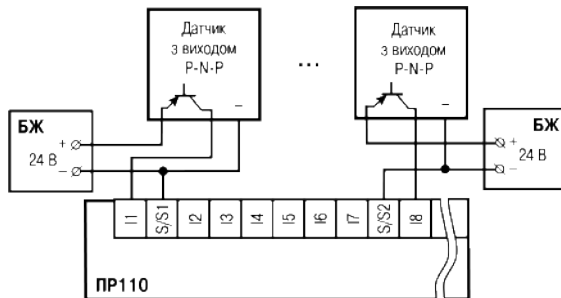 Датчик
з виходом
P-N-P
–
...
Датчик
з виходом
P-N-P
–
БЖ
24 В
+
–
БЖ
24 В
+
–
I1
S/S1
I2
I3
I4
I5
I6
I7
S/S2
I8
ПР110